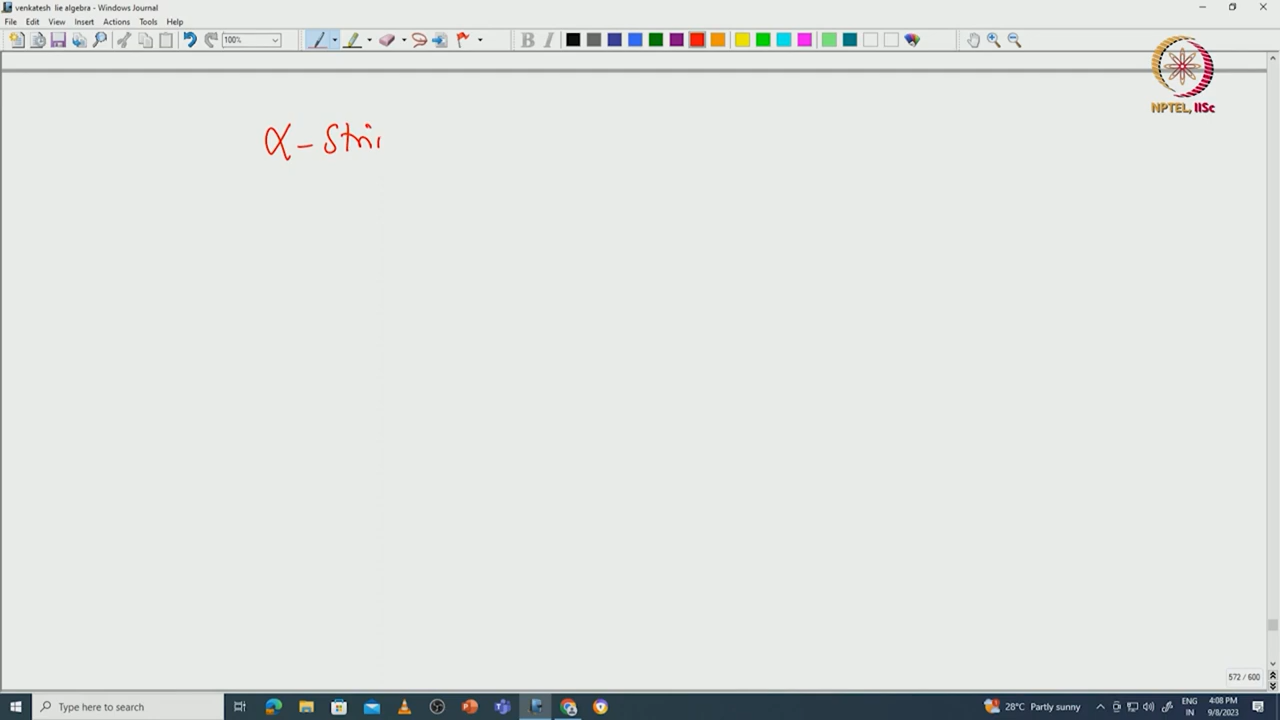 venkatesh lie algebra - Windows Journal
File Edit View Insert Actions Tools Help
100%
B I
NPTEL, IISc
α - Stri
572 / 600
Type here to search
28°C Partly sunny
ENG
IN
4:08 PM
9/8/2023